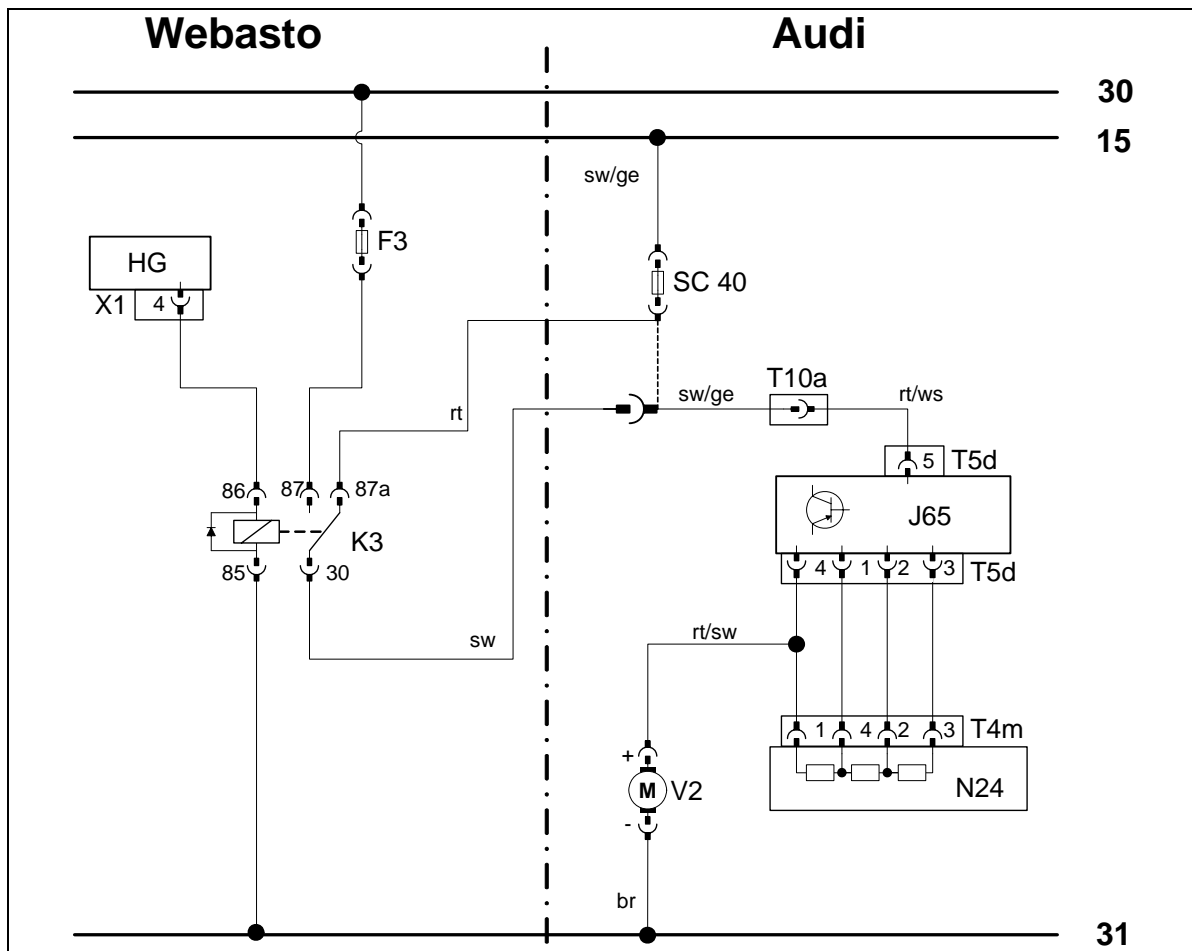 Webasto
Audi
30
15
sw/ge
F3
SC 40
HG
X1 4
T10a
sw/ge
rt/ws
rt
5 T5d
86 87 87a
J65
K3
85 30
4 1 2 3 T5d
sw
rt/sw
1 4 2 3 T4m
+
M V2
N24
-
br
31